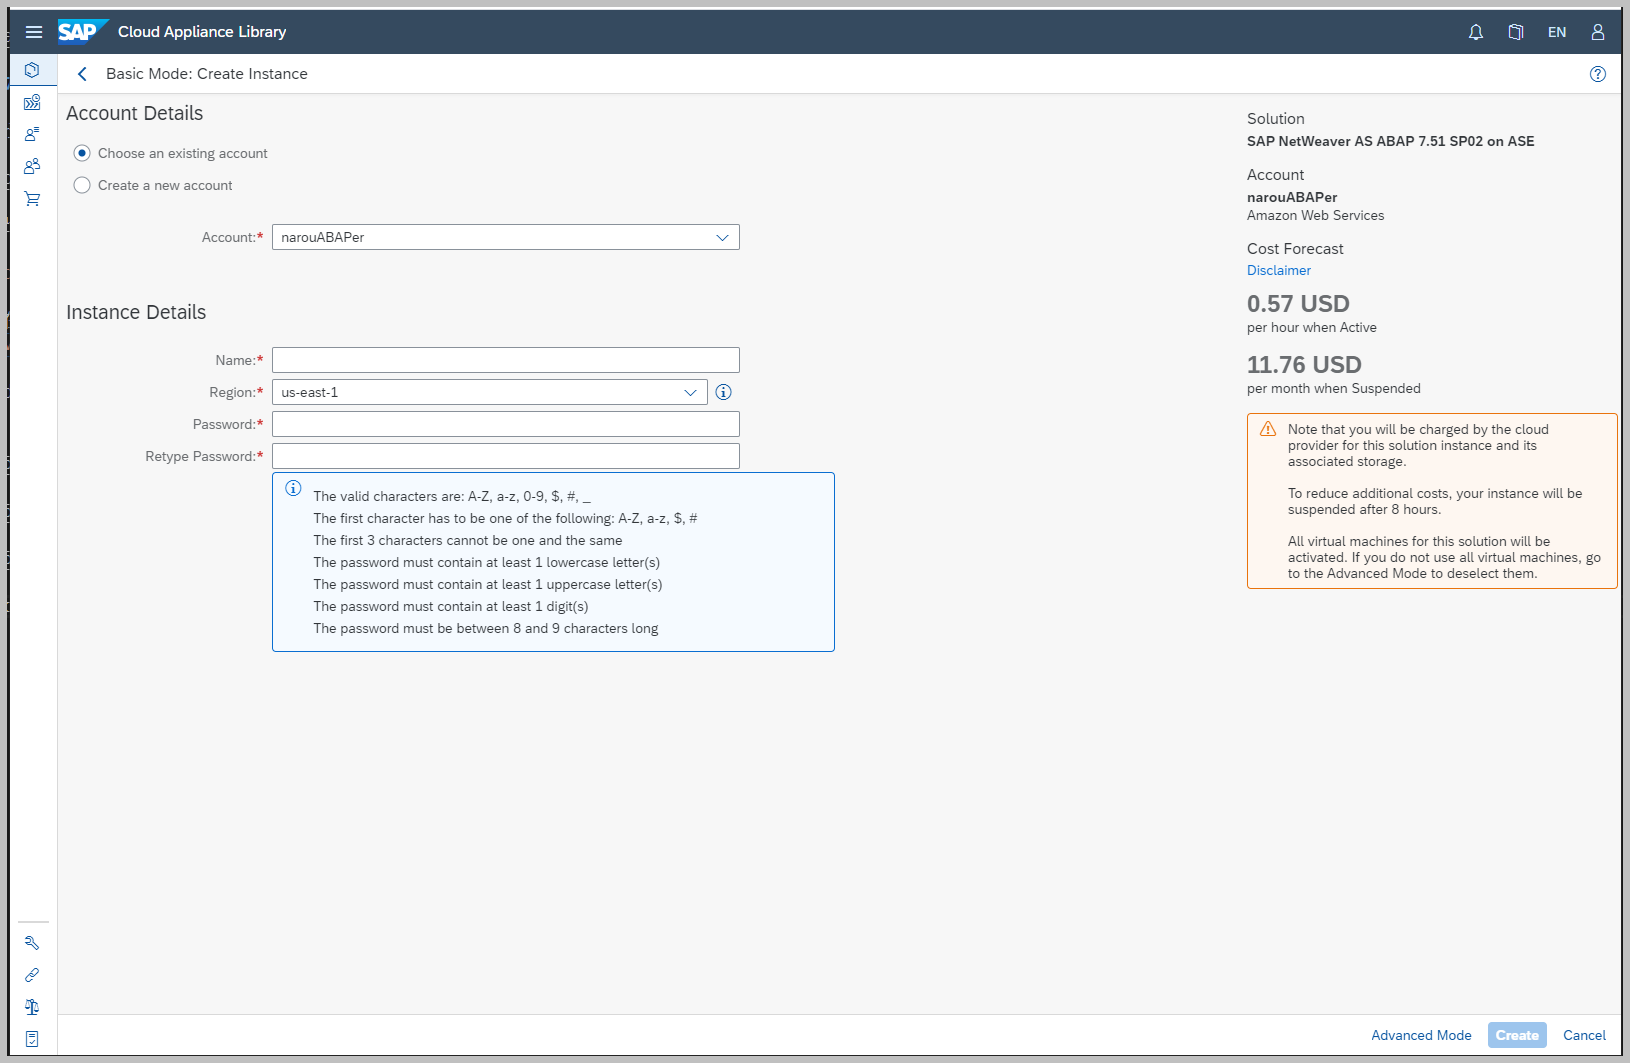 SAP Cloud Appliance Library
EN
Basic Mode: Create Instance
Account Details
Choose an existing account
Create a new account
Account:* narouABAPer
Instance Details
Name:*
Region:* us-east-1
Password:*
Retype Password:*
The valid characters are: A-Z, a-z, 0-9, $, #, _
The first character has to be one of the following: A-Z, a-z, $, #
The first 3 characters cannot be one and the same
The password must contain at least 1 lowercase letter(s)
The password must contain at least 1 uppercase letter(s)
The password must contain at least 1 digit(s)
The password must be between 8 and 9 characters long
Solution
SAP NetWeaver AS ABAP 7.51 SP02 on ASE
Account
narouABAPer
Amazon Web Services
Cost Forecast
Disclaimer
0.57 USD
per hour when Active
11.76 USD
per month when Suspended
Note that you will be charged by the cloud
provider for this solution instance and its
associated storage.
To reduce additional costs, your instance will be
suspended after 8 hours.
All virtual machines for this solution will be
activated. If you do not use all virtual machines, go
to the Advanced Mode to deselect them.
Advanced Mode Create Cancel